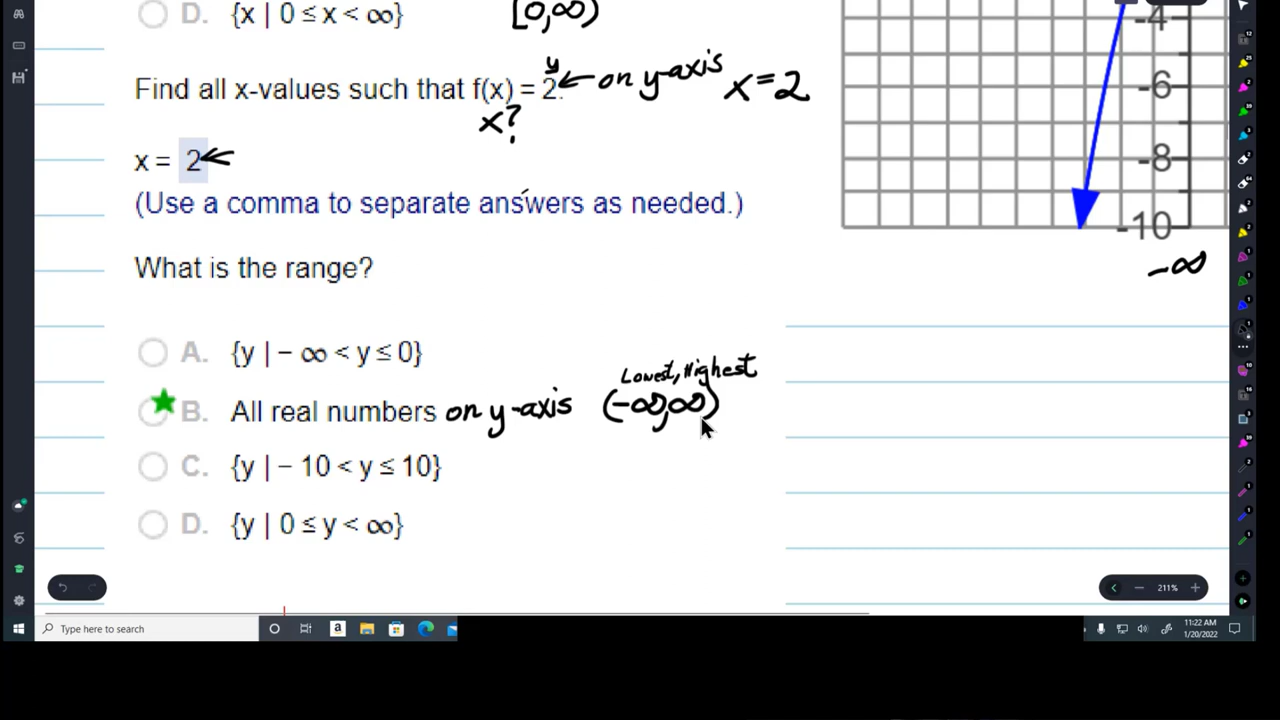 D. {x | 0 ≤ x < ∞} [0,∞)
-4
Find all x-values such that f(x) = 2. y ← on y-axis x = 2
x?
-6
x = 2 ←
-8
(Use a comma to separate answers as needed.)
-10
-∞
What is the range?
A. {y | - ∞ < y ≤ 0}
Lowest, Highest
B. All real numbers on y-axis (-∞,∞)
C. {y | - 10 < y ≤ 10}
D. {y | 0 ≤ y < ∞}
211%
Type here to search
a
11:22 AM
1/20/2022